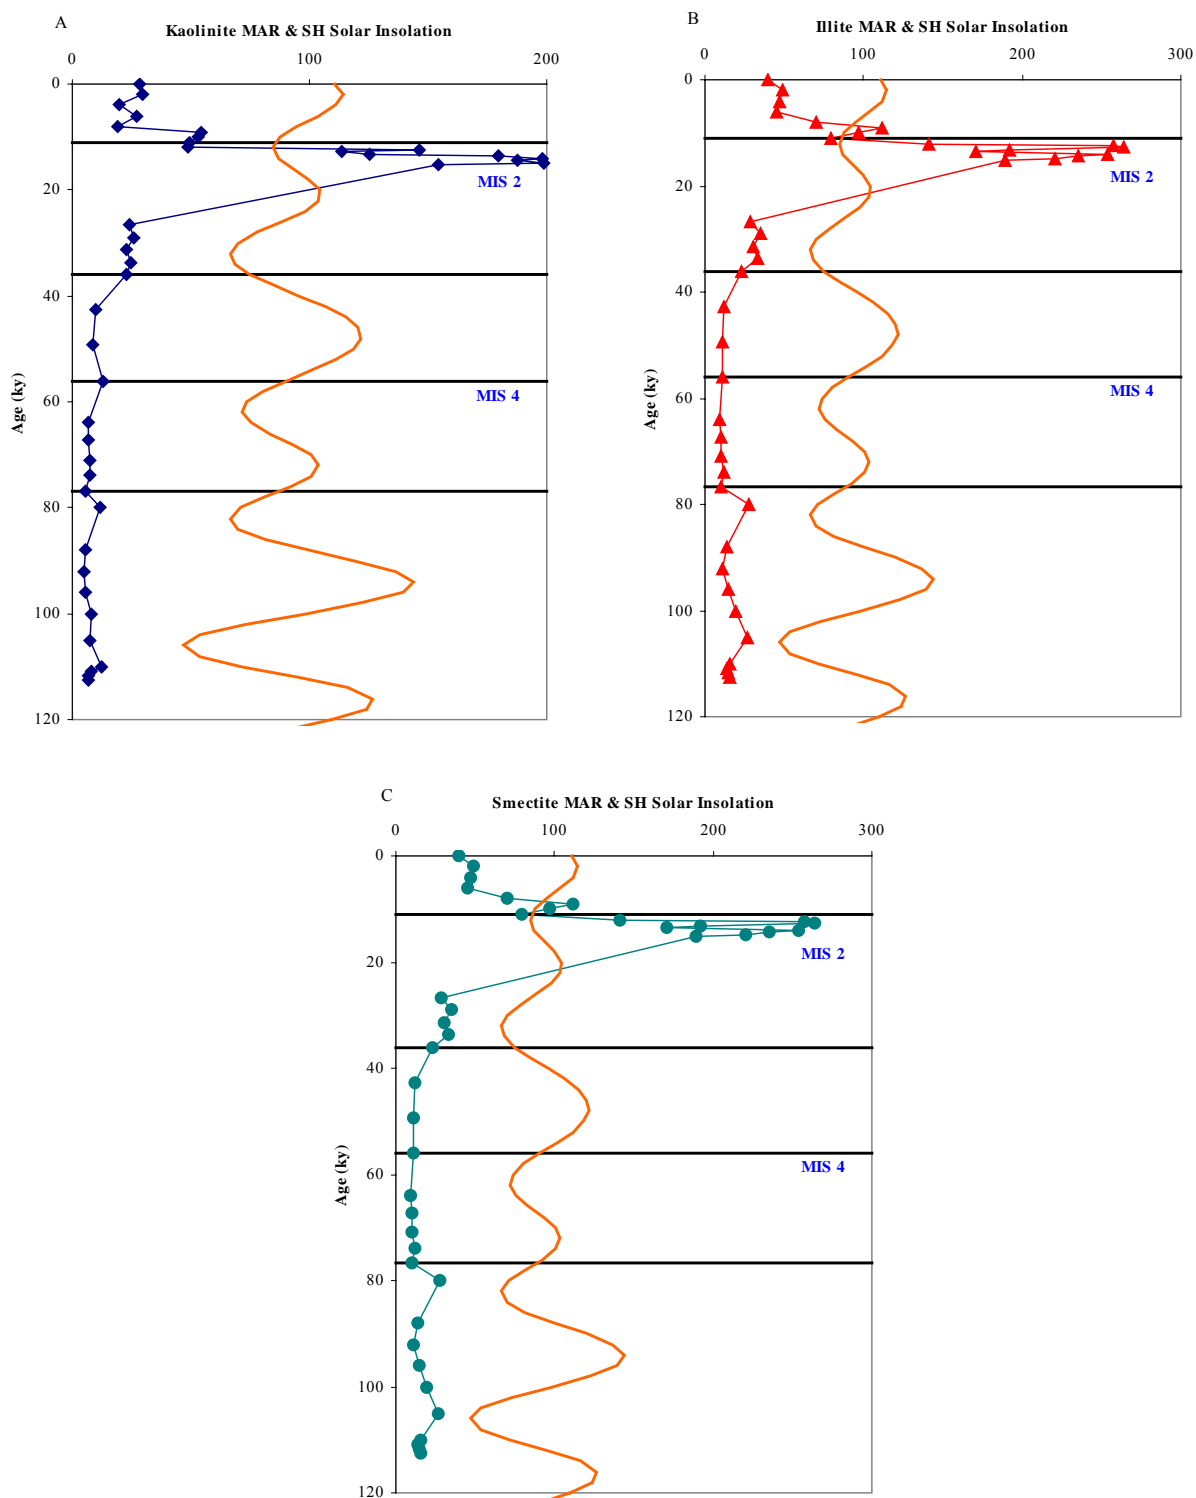 A
Kaolinite MAR & SH Solar Insolation
0 100 200
0
20
40
60
80
100
120
Age (ky)
MIS 2
MIS 4
B
Illite MAR & SH Solar Insolation
0 100 200 300
0
20
40
60
80
100
120
Age (ky)
MIS 2
MIS 4
C
Smectite MAR & SH Solar Insolation
0 100 200 300
0
20
40
60
80
100
120
Age (ky)
MIS 2
MIS 4